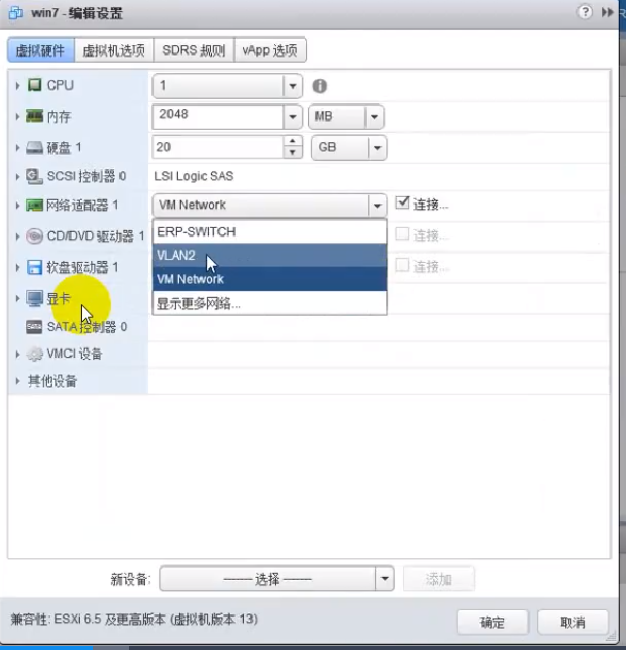 win7 - 编辑设置
虚拟硬件 虚拟机选项 SDRS 规则 vApp 选项
CPU 1
内存 2048 MB
硬盘 1 20 GB
SCSI 控制器 0 LSI Logic SAS
网络适配器 1 VM Network 连接...
ERP-SWITCH
CD/DVD 驱动器 1 连接...
VLAN2
软盘驱动器 1 连接...
VM Network
显卡 显示更多网络...
SATA 控制器 0
VMCI 设备
其他设备
新设备: ------- 选择 -------  添加
兼容性: ESXi 6.5 及更高版本 (虚拟机版本 13) 确定 取消